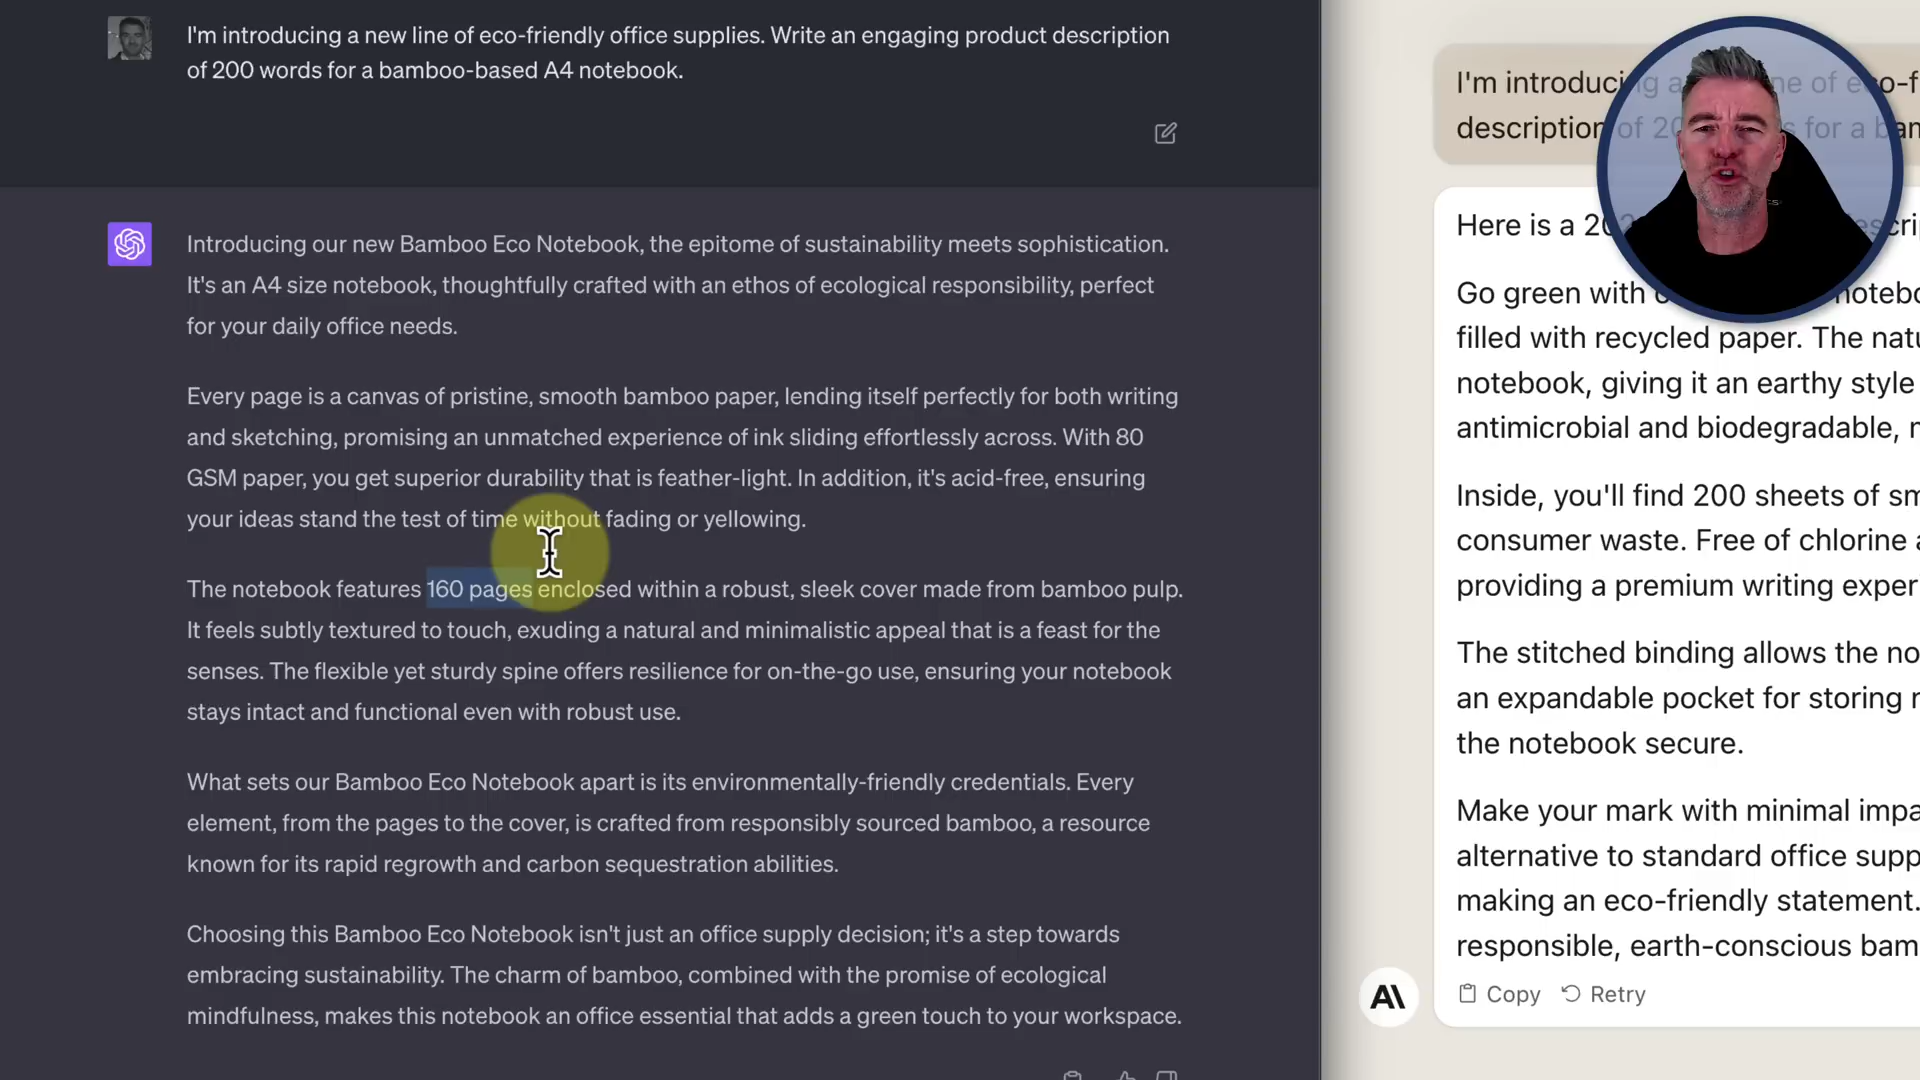 I'm introducing a new line of eco-friendly office supplies. Write an engaging product description
of 200 words for a bamboo-based A4 notebook.
Introducing our new Bamboo Eco Notebook, the epitome of sustainability meets sophistication.
It's an A4 size notebook, thoughtfully crafted with an ethos of ecological responsibility, perfect
for your daily office needs.
Every page is a canvas of pristine, smooth bamboo paper, lending itself perfectly for both writing
and sketching, promising an unmatched experience of ink sliding effortlessly across. With 80
GSM paper, you get superior durability that is feather-light. In addition, it's acid-free, ensuring
your ideas stand the test of time without fading or yellowing.
The notebook features 160 pages enclosed within a robust, sleek cover made from bamboo pulp.
It feels subtly textured to touch, exuding a natural and minimalistic appeal that is a feast for the
senses. The flexible yet sturdy spine offers resilience for on-the-go use, ensuring your notebook
stays intact and functional even with robust use.
What sets our Bamboo Eco Notebook apart is its environmentally-friendly credentials. Every
element, from the pages to the cover, is crafted from responsibly sourced bamboo, a resource
known for its rapid regrowth and carbon sequestration abilities.
Choosing this Bamboo Eco Notebook isn't just an office supply decision; it's a step towards
embracing sustainability. The charm of bamboo, combined with the promise of ecological
mindfulness, makes this notebook an office essential that adds a green touch to your workspace.
I'm introducing a line of eco-f
description of 20 for a bam
Here is a
Go green with notebo
filled with recycled paper. The natu
notebook, giving it an earthy style
antimicrobial and biodegradable, m
Inside, you'll find 200 sheets of sm
consumer waste. Free of chlorine a
providing a premium writing exper
The stitched binding allows the no
an expandable pocket for storing
the notebook secure.
Make your mark with minimal impa
alternative to standard office supp
making an eco-friendly statement.
responsible, earth-conscious bam
Copy Retry